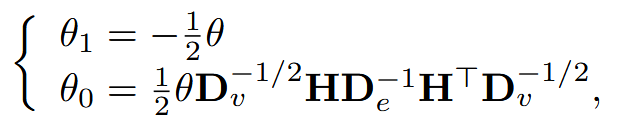 θ₁ = −½θ
θ₀ = ½θD_v^{−1/2}HD_e^{−1}H^⊤D_v^{−1/2},